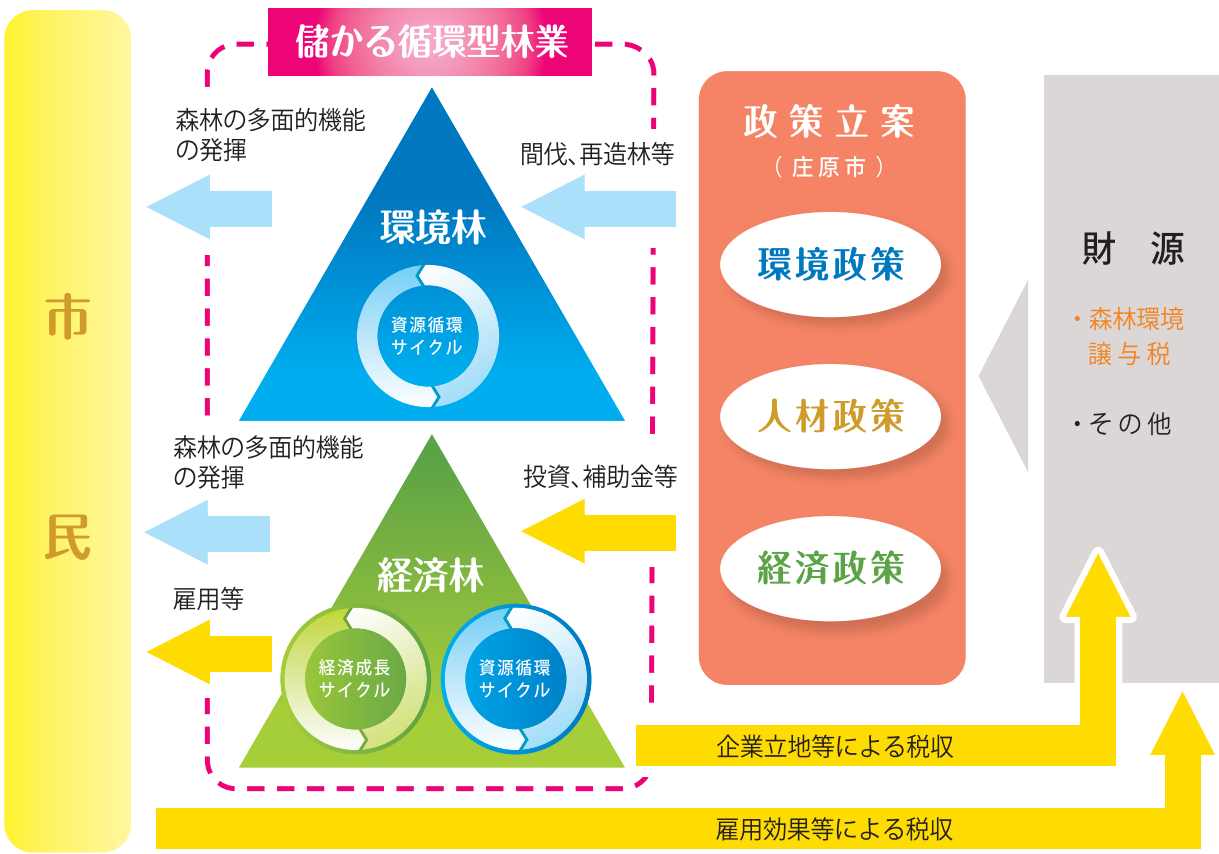 儲かる循環型林業
市
民
森林の多面的機能
の発揮
環境林
資源循環
サイクル
間伐、再造林等
森林の多面的機能
の発揮
雇用等
経済林
経済成長
サイクル
資源循環
サイクル
投資、補助金等
政策立案
（庄原市）
環境政策
人材政策
経済政策
財　源
・森林環境
譲与税
・その他
企業立地等による税収
雇用効果等による税収